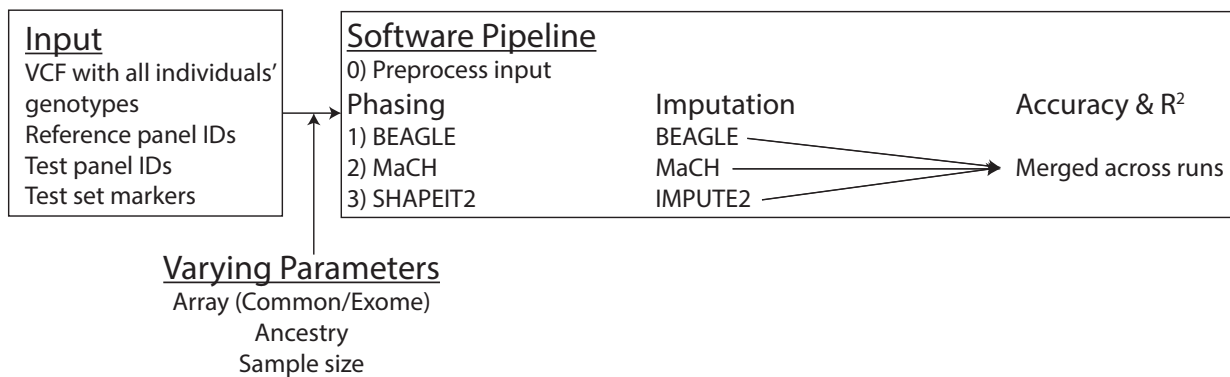 Input
VCF with all individuals’
genotypes
Reference panel IDs
Test panel IDs
Test set markers
Software Pipeline
0) Preprocess input
Phasing
1) BEAGLE
2) MaCH
3) SHAPEIT2
Imputation
BEAGLE
MaCH
IMPUTE2
Accuracy & R²
Merged across runs
Varying Parameters
Array (Common/Exome)
Ancestry
Sample size